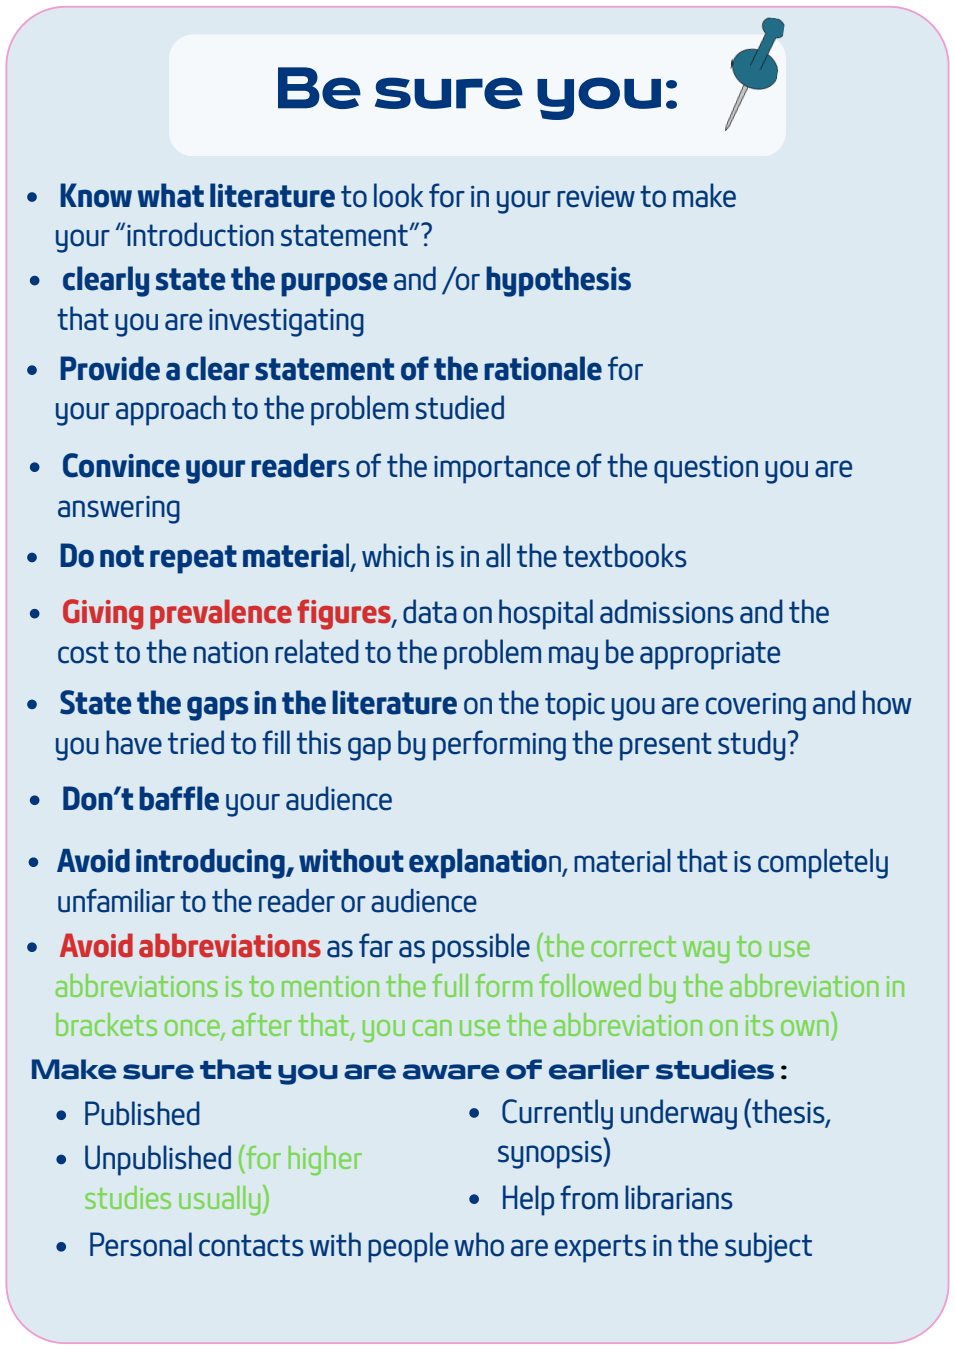 Be sure you:
• Know what literature to look for in your review to make
your “introduction statement”?
• clearly state the purpose and /or hypothesis
that you are investigating
• Provide a clear statement of the rationale for
your approach to the problem studied
• Convince your readers of the importance of the question you are
answering
• Do not repeat material, which is in all the textbooks
• Giving prevalence figures, data on hospital admissions and the
cost to the nation related to the problem may be appropriate
• State the gaps in the literature on the topic you are covering and how
you have tried to fill this gap by performing the present study?
• Don’t baffle your audience
• Avoid introducing, without explanation, material that is completely
unfamiliar to the reader or audience
• Avoid abbreviations as far as possible (the correct way to use
abbreviations is to mention the full form followed by the abbreviation in
brackets once, after that, you can use the abbreviation on its own)
Make sure that you are aware of earlier studies :
• Published
• Unpublished (for higher
studies usually)
• Currently underway (thesis,
synopsis)
• Help from librarians
• Personal contacts with people who are experts in the subject